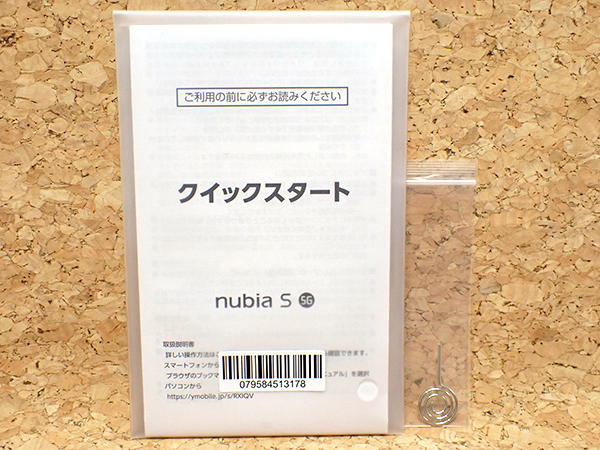 ご利用の前に必ずお読みください
クイックスタート
nubia S 5G
取扱説明書
詳しい操作方法は 確認できます。
スマートフォンから
ブラウザのブックマ ュアル」を選択
079584513178
パソコンから
https://ymobile.jp/s/RXIQV